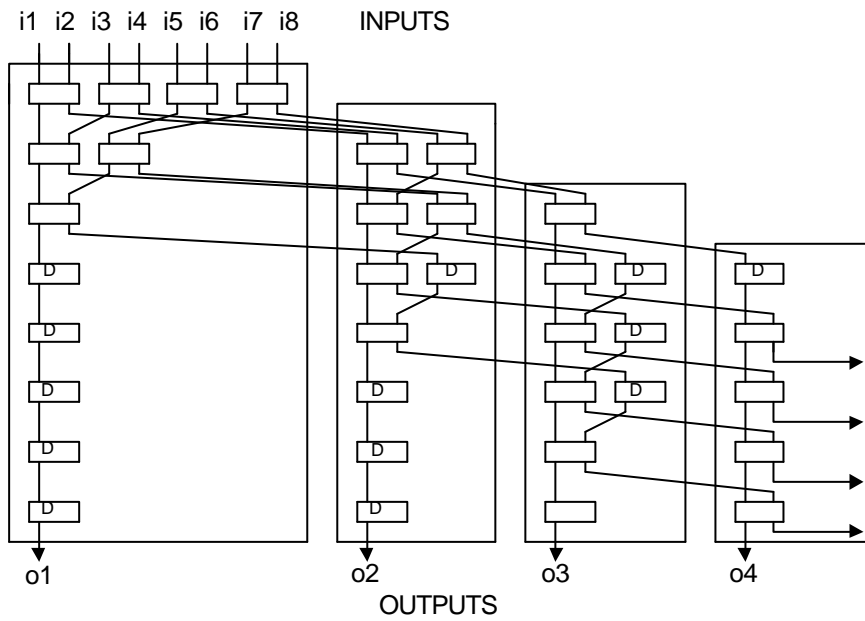 i1 i2 i3 i4 i5 i6 i7 i8 INPUTS
D D D
D D
D D D
D D
D D
o1 o2 o3 o4
OUTPUTS